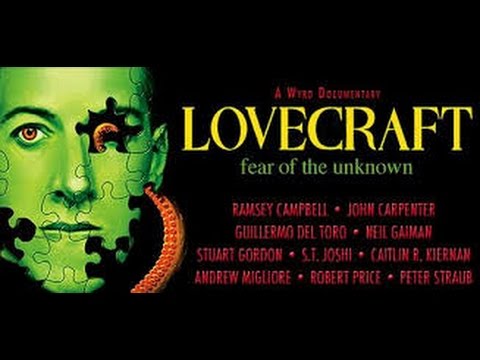 A WYRD DOCUMENTARY
LOVECRAFT
fear of the unknown
RAMSEY CAMPBELL • JOHN CARPENTER
GUILLERMO DEL TORO • NEIL GAIMAN
STUART GORDON • S.T. JOSHI • CAITLIN R. KIERNAN
ANDREW MIGLIORE • ROBERT PRICE • PETER STRAUB